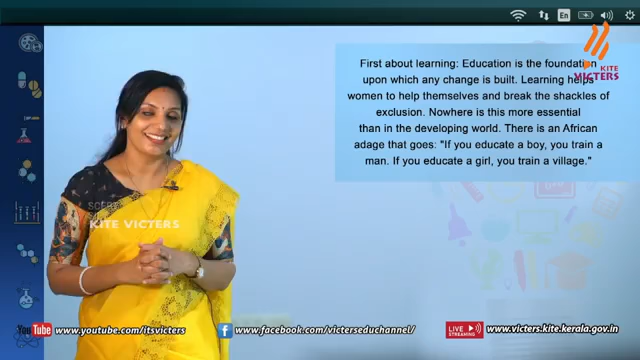 En
KITE
VICTERS
First about learning: Education is the foundation
upon which any change is built. Learning helps
women to help themselves and break the shackles of
exclusion. Nowhere is this more essential
than in the developing world. There is an African
adage that goes: "If you educate a boy, you train a
man. If you educate a girl, you train a village."
SCERT
KITE VICTERS
YouTube
www.youtube.com/itsvicters
f
www.facebook.com/victerseduchannel/
LIVE
STREAMING
www.victers.kite.kerala.gov.in